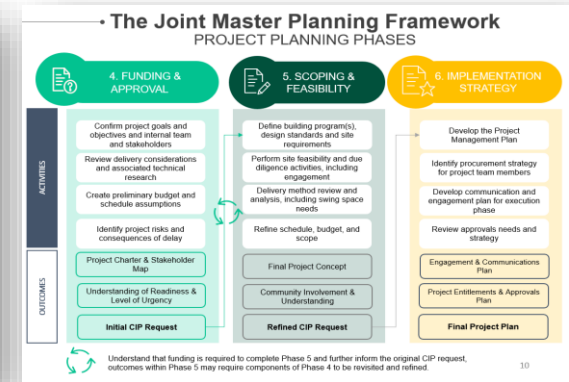 The Joint Master Planning Framework
PROJECT PLANNING PHASES
4. FUNDING &
APPROVAL
5. SCOPING &
FEASIBILITY
6. IMPLEMENTATION
STRATEGY
ACTIVITIES
Confirm project goals and
objectives and internal team
and stakeholders
Review delivery considerations
and associated technical
research
Create preliminary budget and
schedule assumptions
Identify project risks and
consequences of delay
Define building program(s),
design standards and site
requirements
Perform site feasibility and due
diligence activities, including
engagement
Delivery method review and
analysis, including swing space
needs
Refine schedule, budget, and
scope
Develop the Project
Management Plan
Identify procurement strategy
for project team members
Develop communication and
engagement plan for execution
phase
Review approvals needs and
strategy
OUTCOMES
Project Charter & Stakeholder
Map
Understanding of Readiness &
Level of Urgency
Initial CIP Request
Final Project Concept
Community Involvement &
Understanding
Refined CIP Request
Engagement & Communications
Plan
Project Entitlements & Approvals
Plan
Final Project Plan
Understand that funding is required to complete Phase 5 and further inform the original CIP request,
outcomes within Phase 5 may require components of Phase 4 to be revisited and refined.
10